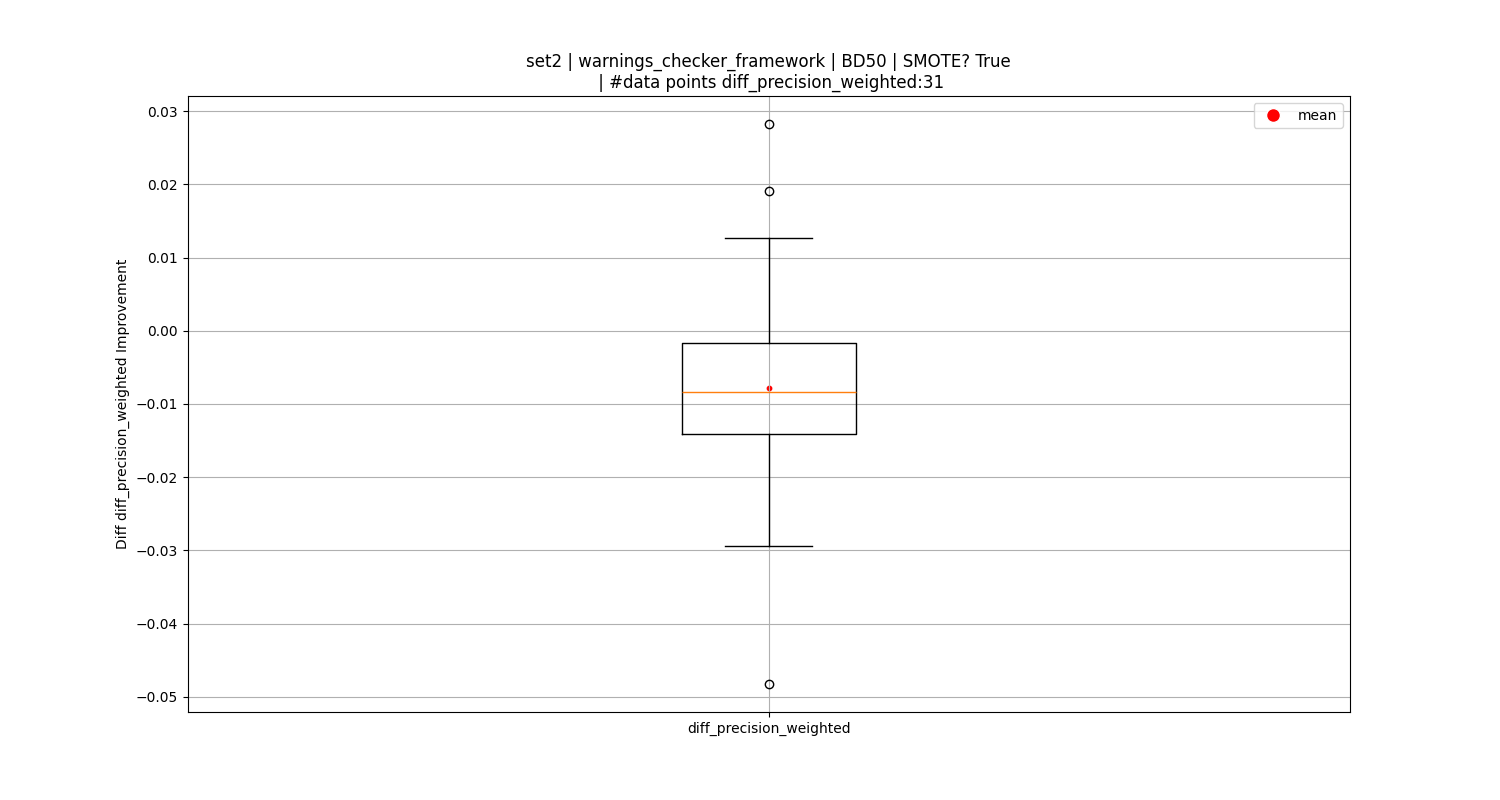 set2 | warnings_checker_framework | BD50 | SMOTE? True
| #data points diff_precision_weighted:31
mean
0.03
0.02
0.01
0.00
−0.01
−0.02
−0.03
−0.04
−0.05
Diff diff_precision_weighted Improvement
diff_precision_weighted